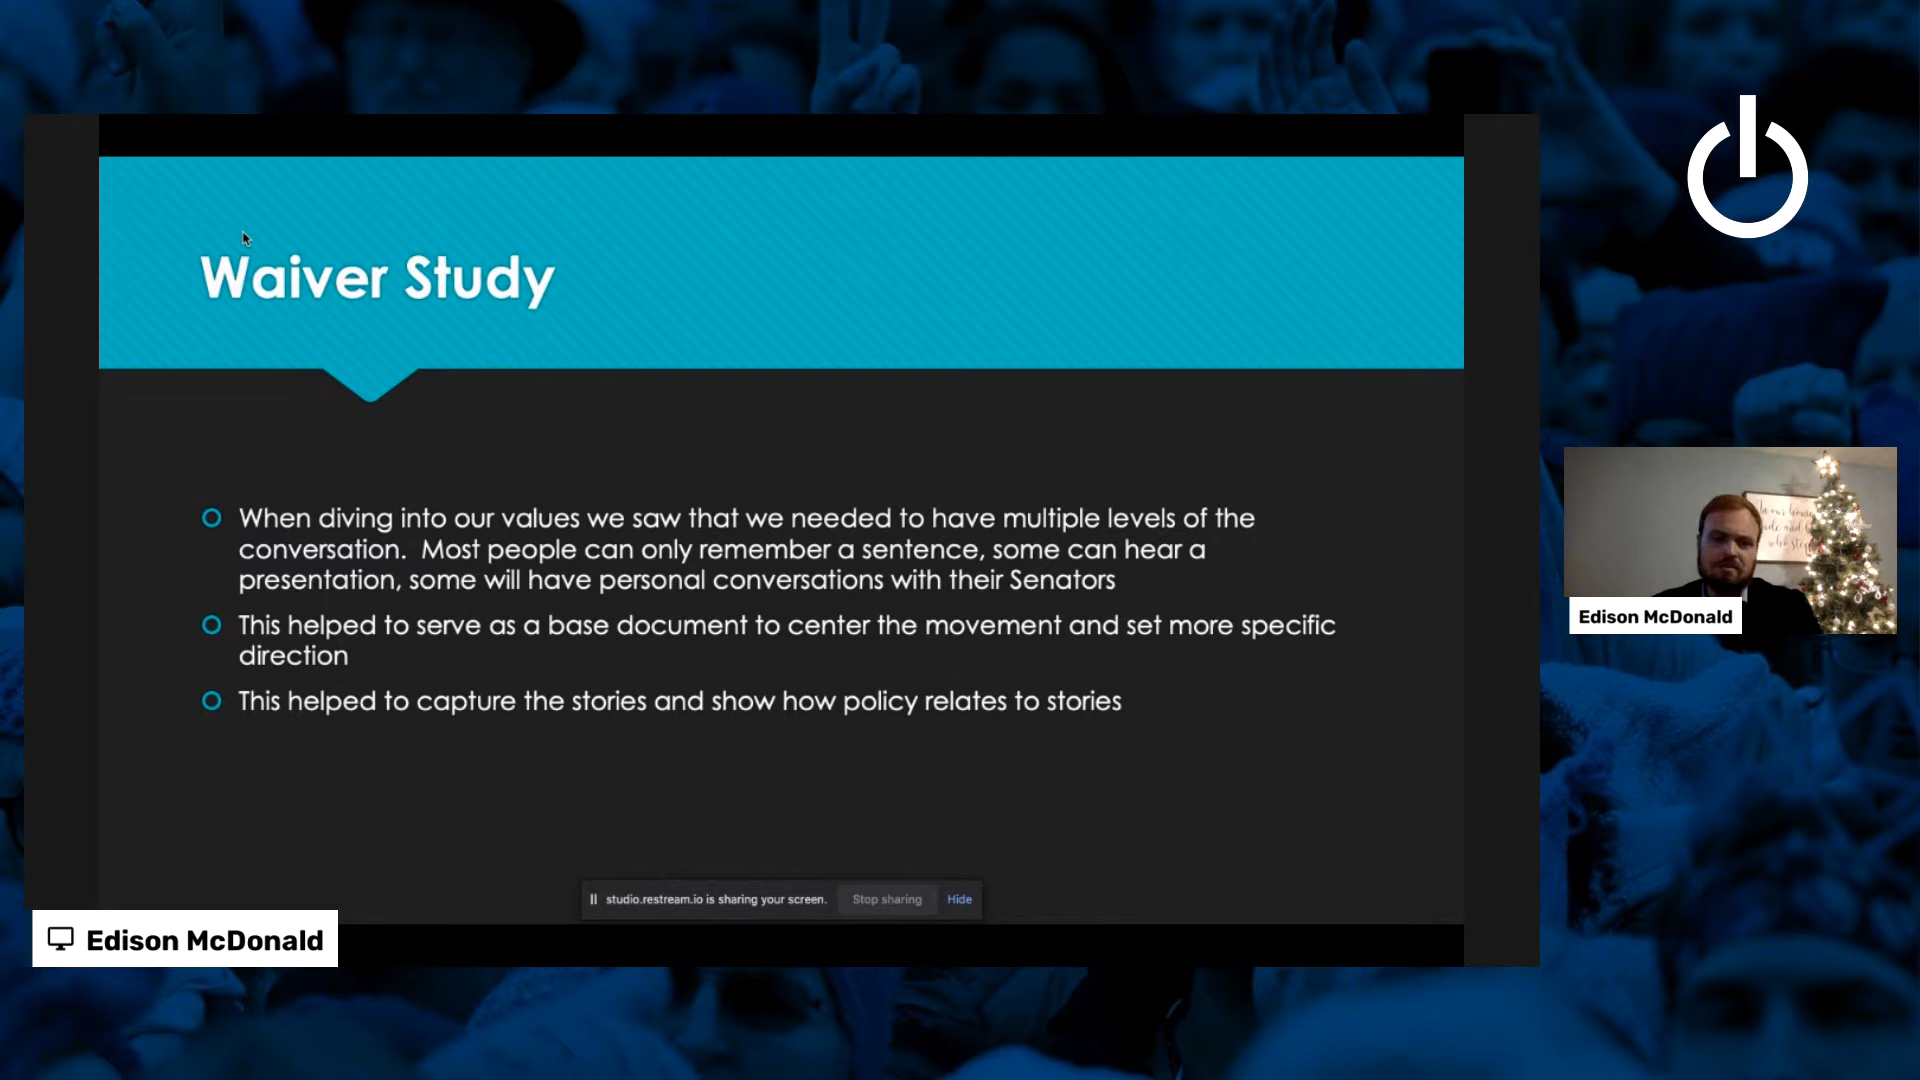 Waiver Study
When diving into our values we saw that we needed to have multiple levels of the
conversation.  Most people can only remember a sentence, some can hear a
presentation, some will have personal conversations with their Senators
This helped to serve as a base document to center the movement and set more specific
direction
This helped to capture the stories and show how policy relates to stories
studio.restream.io is sharing your screen.
Stop sharing
Hide
Edison McDonald
Edison McDonald